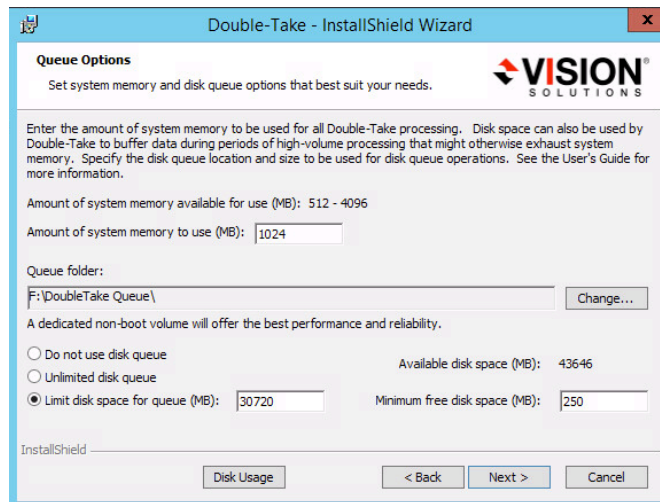 Double-Take - InstallShield Wizard
x
Queue Options
Set system memory and disk queue options that best suit your needs.
VISION®
SOLUTIONS
Enter the amount of system memory to be used for all Double-Take processing. Disk space can also be used by
Double-Take to buffer data during periods of high-volume processing that might otherwise exhaust system
memory. Specify the disk queue location and size to be used for disk queue operations. See the User's Guide for
more information.
Amount of system memory available for use (MB): 512 - 4096
Amount of system memory to use (MB): 1024
Queue folder:
F:\DoubleTake Queue\ Change...
A dedicated non-boot volume will offer the best performance and reliability.
Do not use disk queue
Available disk space (MB): 43646
Unlimited disk queue
Limit disk space for queue (MB): 30720 Minimum free disk space (MB): 250
InstallShield
Disk Usage < Back Next > Cancel